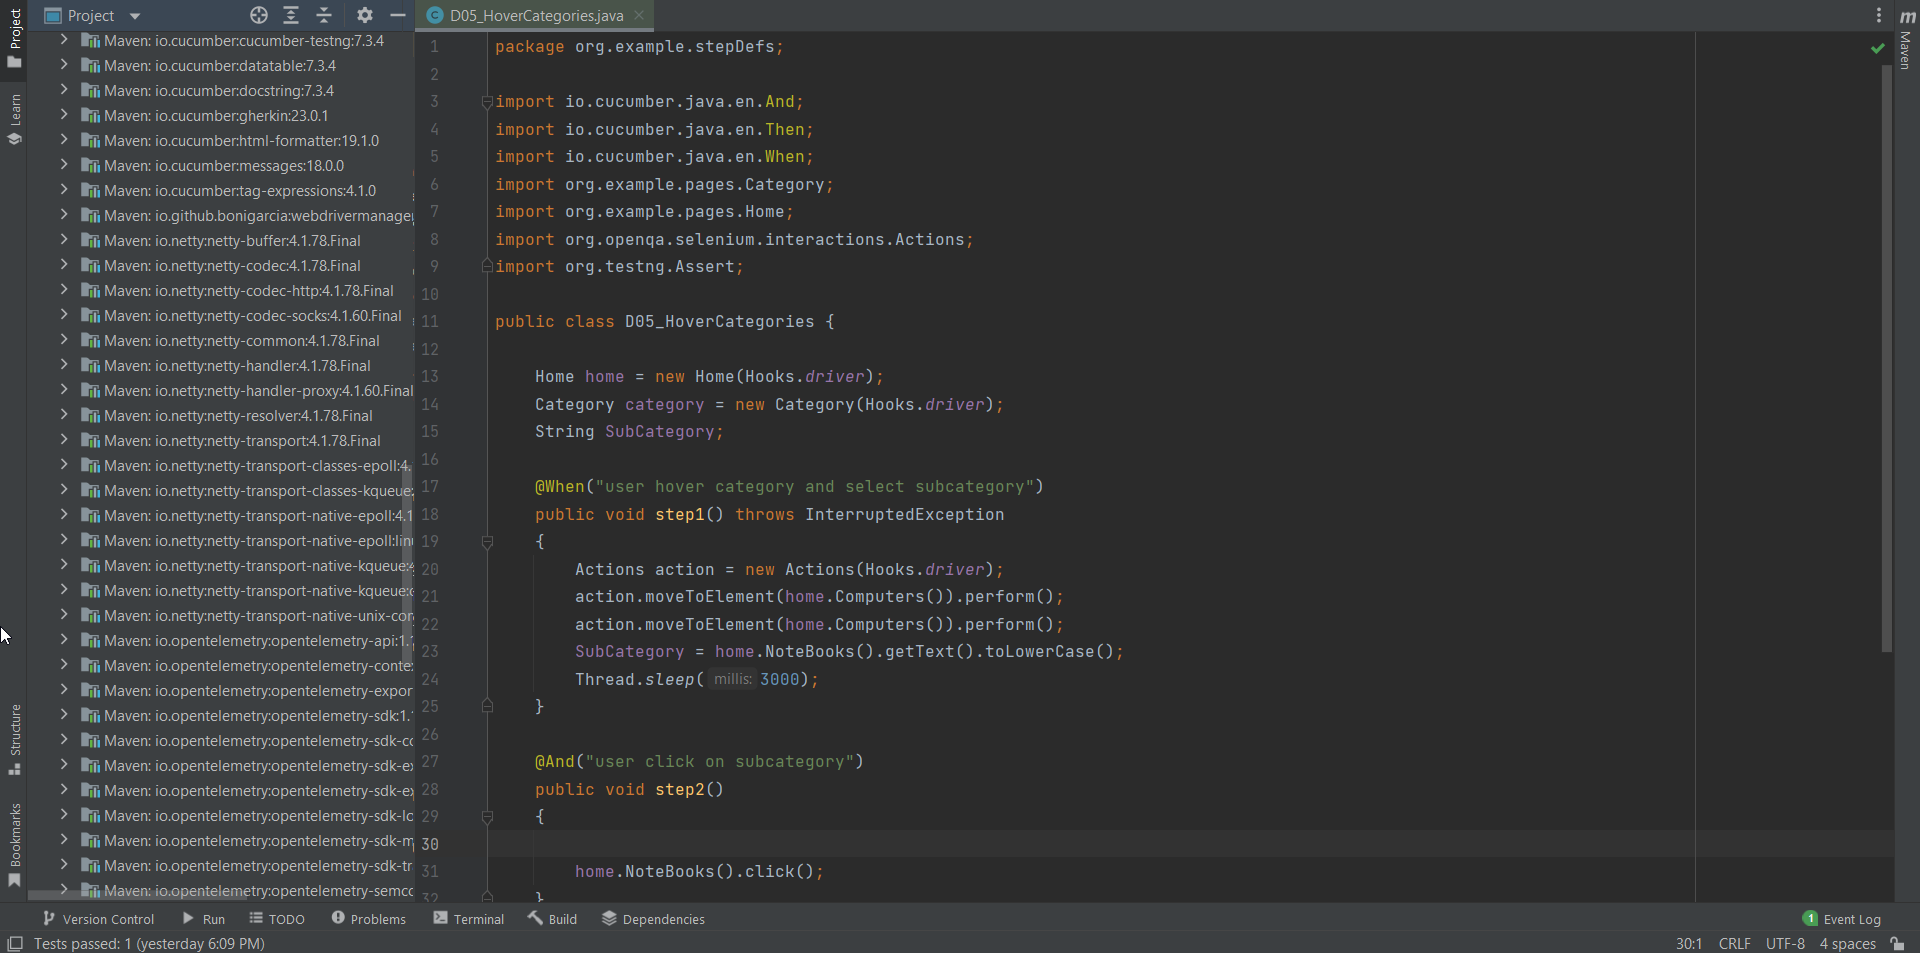 Project
D05_HoverCategories.java
Project
Learn
Structure
Bookmarks
Maven: io.cucumber:cucumber-testng:7.3.4
Maven: io.cucumber:datatable:7.3.4
Maven: io.cucumber:docstring:7.3.4
Maven: io.cucumber:gherkin:23.0.1
Maven: io.cucumber:html-formatter:19.1.0
Maven: io.cucumber:messages:18.0.0
Maven: io.cucumber:tag-expressions:4.1.0
Maven: io.github.bonigarcia:webdrivermanager
Maven: io.netty:netty-buffer:4.1.78.Final
Maven: io.netty:netty-codec:4.1.78.Final
Maven: io.netty:netty-codec-http:4.1.78.Final
Maven: io.netty:netty-codec-socks:4.1.60.Final
Maven: io.netty:netty-common:4.1.78.Final
Maven: io.netty:netty-handler:4.1.78.Final
Maven: io.netty:netty-handler-proxy:4.1.60.Final
Maven: io.netty:netty-resolver:4.1.78.Final
Maven: io.netty:netty-transport:4.1.78.Final
Maven: io.netty:netty-transport-classes-epoll:4.
Maven: io.netty:netty-transport-classes-kqueue:
Maven: io.netty:netty-transport-native-epoll:4.1
Maven: io.netty:netty-transport-native-epoll:lin
Maven: io.netty:netty-transport-native-kqueue:4
Maven: io.netty:netty-transport-native-kqueue:
Maven: io.netty:netty-transport-native-unix-co
Maven: io.opentelemetry:opentelemetry-api:1.
Maven: io.opentelemetry:opentelemetry-conte
Maven: io.opentelemetry:opentelemetry-expor
Maven: io.opentelemetry:opentelemetry-sdk:1.
Maven: io.opentelemetry:opentelemetry-sdk-co
Maven: io.opentelemetry:opentelemetry-sdk-ex
Maven: io.opentelemetry:opentelemetry-sdk-ex
Maven: io.opentelemetry:opentelemetry-sdk-lo
Maven: io.opentelemetry:opentelemetry-sdk-m
Maven: io.opentelemetry:opentelemetry-sdk-tr
Maven: io.opentelemetry:opentelemetry-semco
1 package org.example.stepDefs;
2
3 import io.cucumber.java.en.And;
4 import io.cucumber.java.en.Then;
5 import io.cucumber.java.en.When;
6 import org.example.pages.Category;
7 import org.example.pages.Home;
8 import org.openqa.selenium.interactions.Actions;
9 import org.testng.Assert;
10
11 public class D05_HoverCategories {
12
13 Home home = new Home(Hooks.driver);
14 Category category = new Category(Hooks.driver);
15 String SubCategory;
16
17 @When("user hover category and select subcategory")
18 public void step1() throws InterruptedException
19 {
20 Actions action = new Actions(Hooks.driver);
21 action.moveToElement(home.Computers()).perform();
22 action.moveToElement(home.Computers()).perform();
23 SubCategory = home.NoteBooks().getText().toLowerCase();
24 Thread.sleep( millis: 3000);
25 }
26
27 @And("user click on subcategory")
28 public void step2()
29 {
30
31 home.NoteBooks().click();
32 }
m
Maven
Version Control Run TODO Problems Terminal Build Dependencies 1 Event Log
Tests passed: 1 (yesterday 6:09 PM) 30:1 CRLF UTF-8 4 spaces